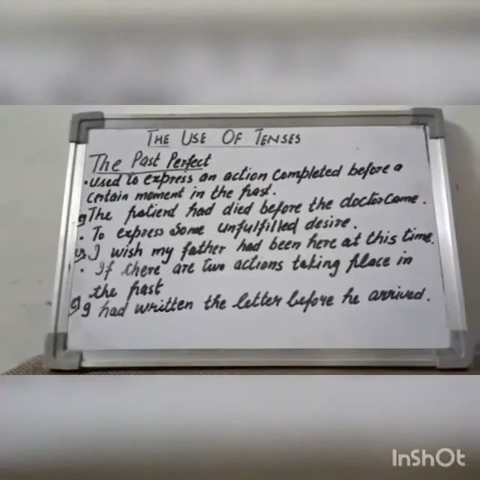 THE USE OF TENSES
The Past Perfect
• Used to express an action completed before a
certain moment in the past.
eg The patient had died before the doctor came.
• To express some unfulfilled desire.
eg I wish my father had been here at this time.
• If there are two actions taking place in
the past
eg I had written the letter before he arrived.
InShOt